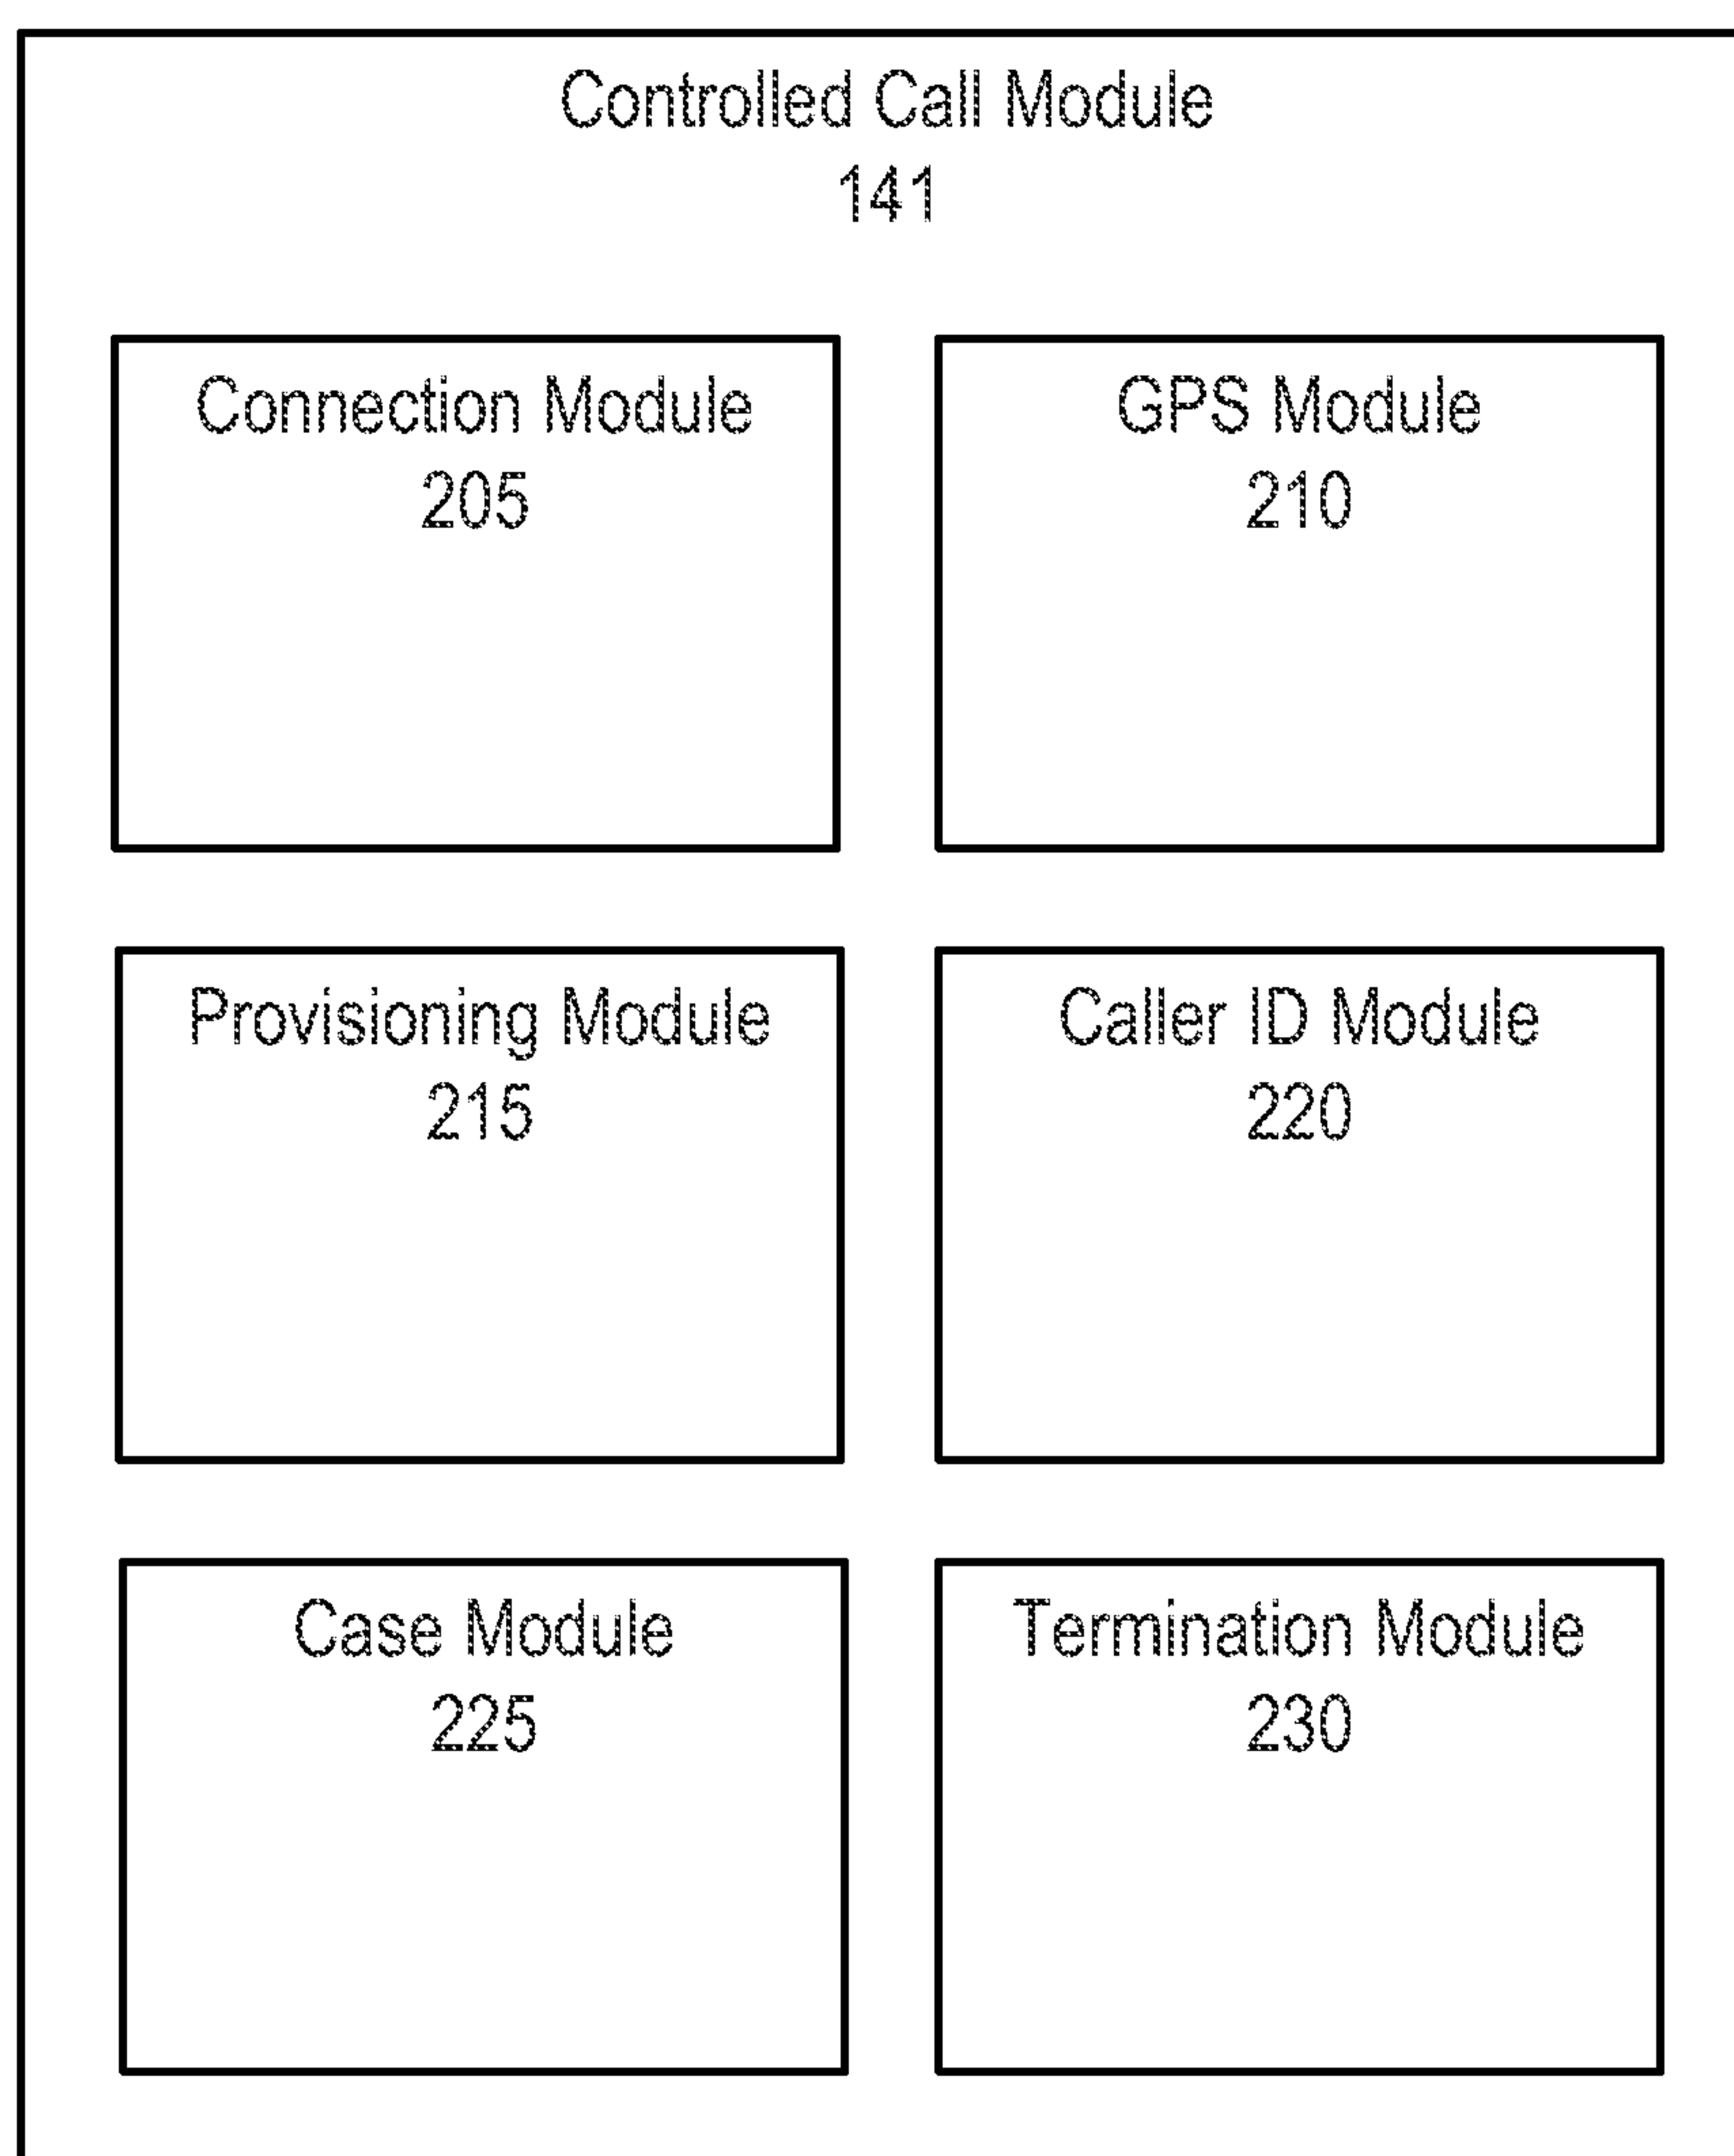 Controlled Call Module
141
Connection Module
205
GPS Module
210
Provisioning Module
215
Caller ID Module
220
Case Module
225
Termination Module
230